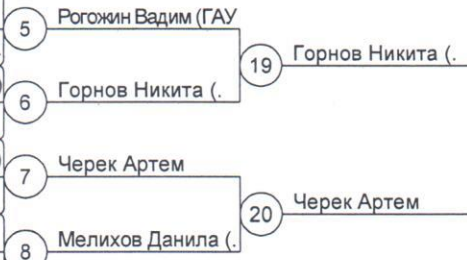 5
Рогожин Вадим (ГАУ
19
Горнов Никита (.
6
Горнов Никита (.
7
Черек Артем
20
Черек Артем
8
Мелихов Данила (.